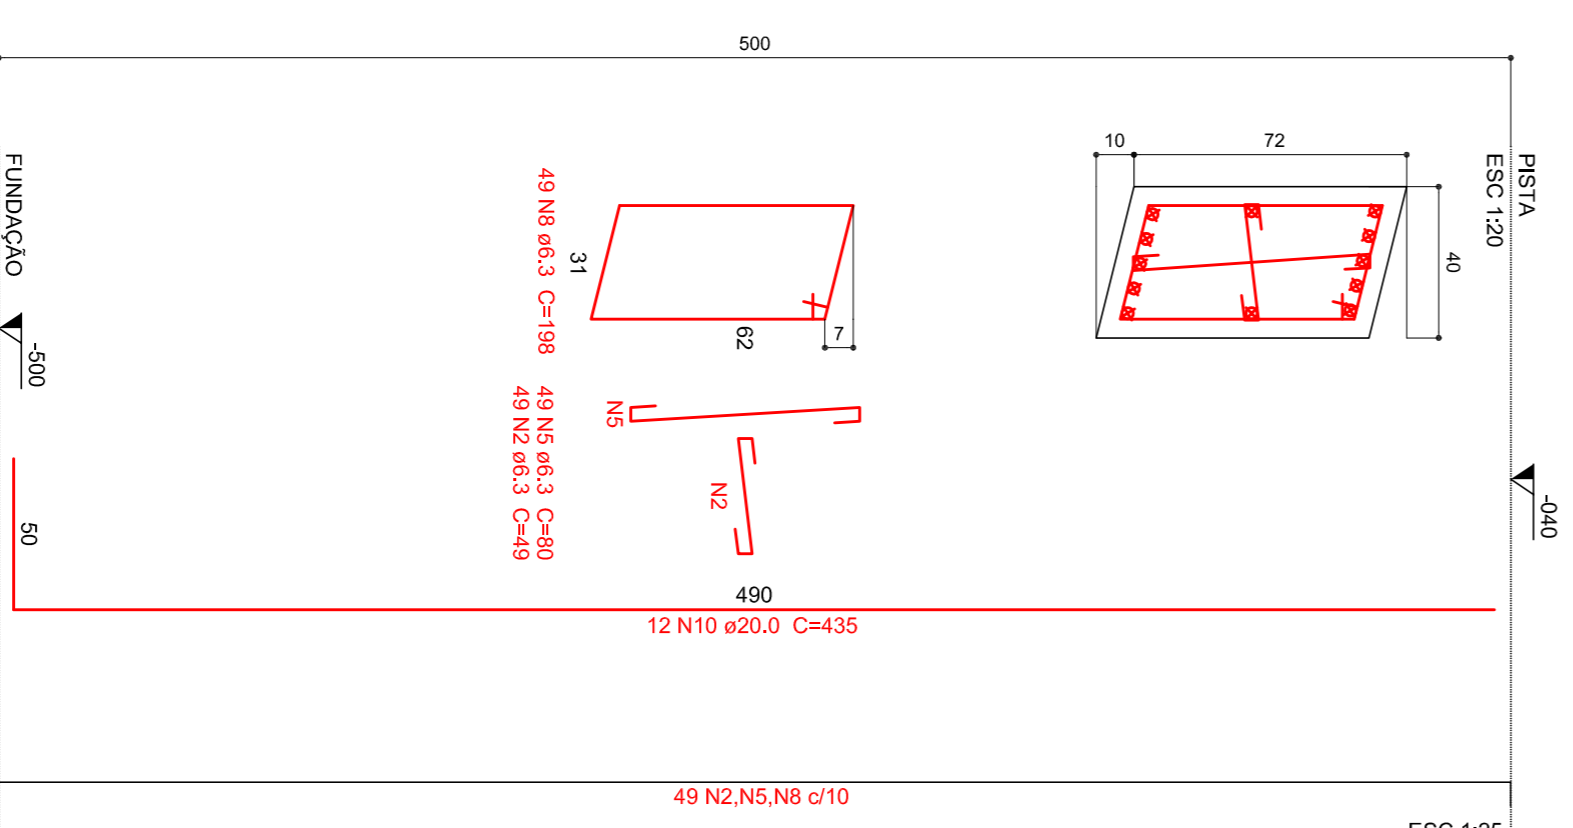 500
10
72
40
PISTA
ESC 1:20
-040
49 N8 ø6.3  C=198
31
62
7
49 N5 ø6.3  C=80
49 N2 ø6.3  C=49
N5
N2
FUNDAÇÃO
-500
50
490
12 N10 ø20.0  C=435
49 N2,N5,N8 c/10